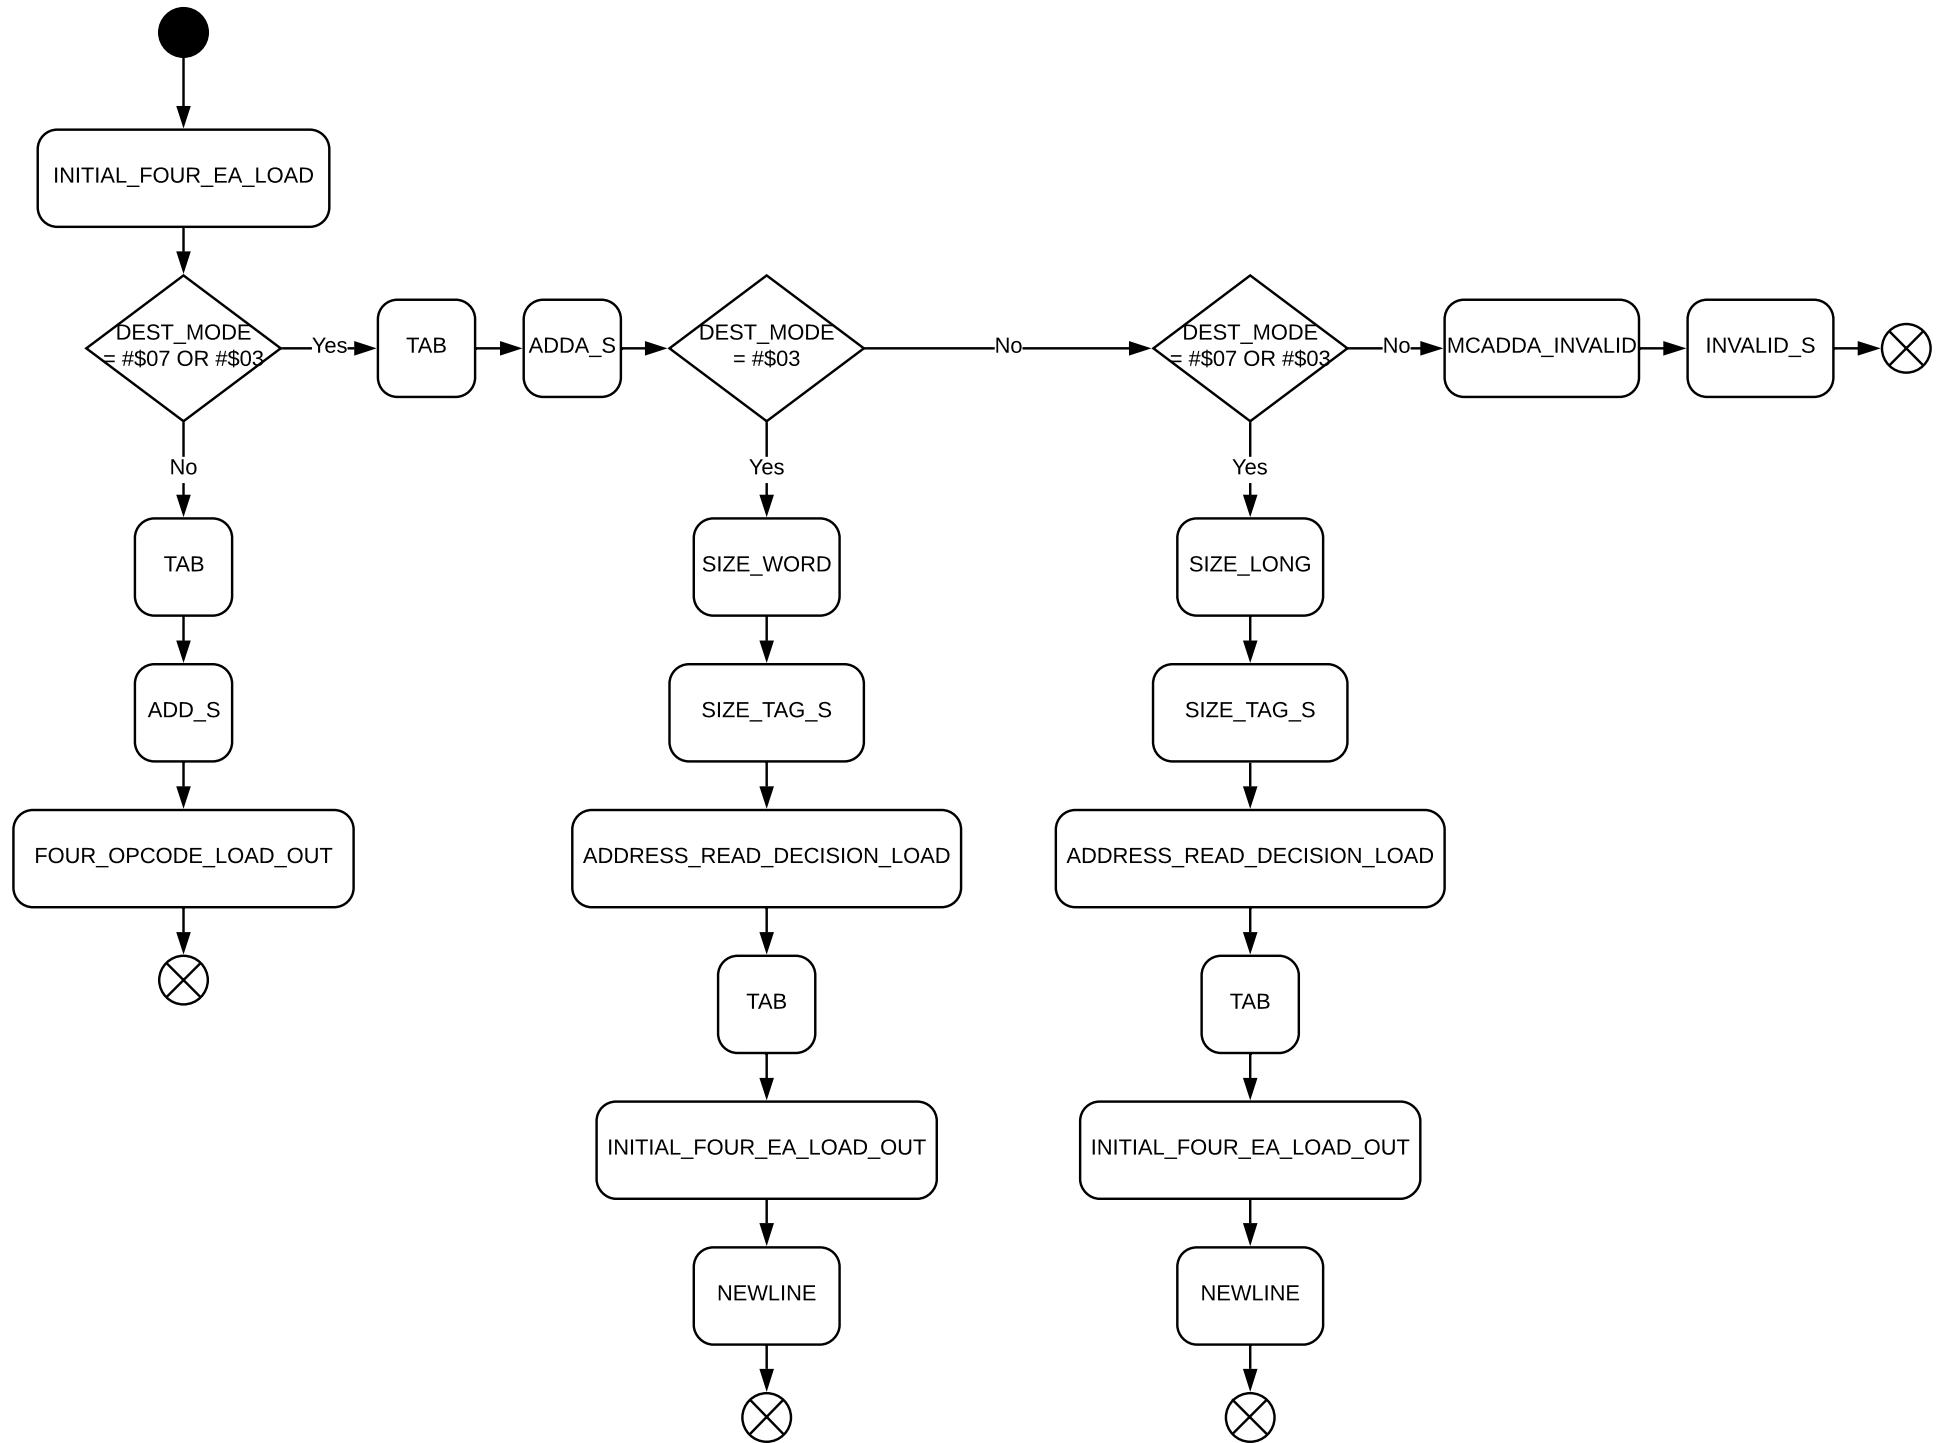 INITIAL_FOUR_EA_LOAD
DEST_MODE
= #$07 OR #$03
Yes
TAB
ADDA_S
DEST_MODE
= #$03
No
DEST_MODE
= #$07 OR #$03
No
MCADDA_INVALID
INVALID_S
No
Yes
Yes
TAB
SIZE_WORD
SIZE_LONG
ADD_S
SIZE_TAG_S
SIZE_TAG_S
FOUR_OPCODE_LOAD_OUT
ADDRESS_READ_DECISION_LOAD
ADDRESS_READ_DECISION_LOAD
TAB
TAB
INITIAL_FOUR_EA_LOAD_OUT
INITIAL_FOUR_EA_LOAD_OUT
NEWLINE
NEWLINE